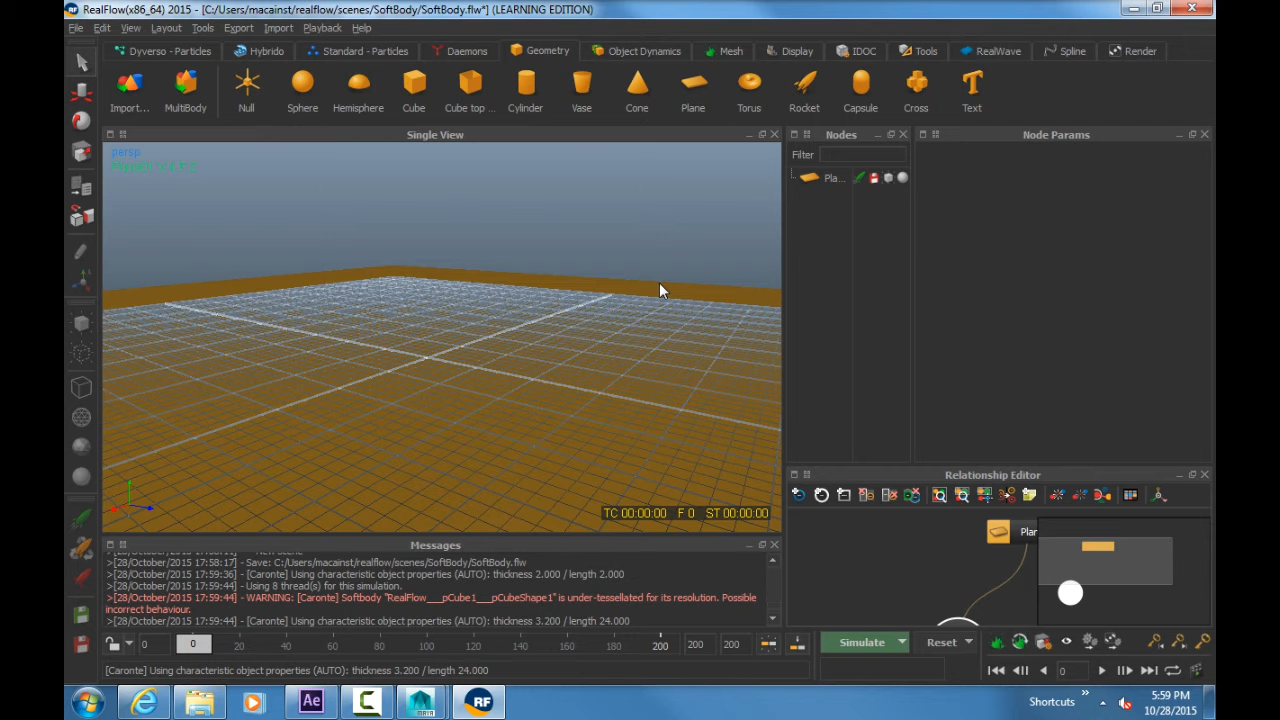 RealFlow(x86_64) 2015 - [C:/Users/macainst/realflow/scenes/SoftBody/SoftBody.flw*] (LEARNING EDITION)
File Edit View Layout Tools Export Import Playback Help
Dyverso - Particles Hybrido Standard - Particles Daemons Geometry Object Dynamics Mesh Display IDOC Tools RealWave Spline Render
Import... MultiBody Null Sphere Hemisphere Cube Cube top ... Cylinder Vase Cone Plane Torus Rocket Capsule Cross Text
Single View
Nodes
Node Params
persp
Filter
Pla...
TC 00:00:00 F 0 ST 00:00:00
Relationship Editor
Plan
Messages
>[28/October/2015 17:58:17] - Save: C:/Users/macainst/realflow/scenes/SoftBody/SoftBody.flw
>[28/October/2015 17:59:36] - [Caronte] Using characteristic object properties (AUTO): thickness 2.000 / length 2.000
>[28/October/2015 17:59:44] - Using 8 thread(s) for this simulation.
>[28/October/2015 17:59:44] - WARNING: [Caronte] Softbody "RealFlow___pCube1___pCubeShape1" is under-tessellated for its resolution. Possible
incorrect behaviour.
>[28/October/2015 17:59:44] - [Caronte] Using characteristic object properties (AUTO): thickness 3.200 / length 24.000
0 0 20 40 60 80 100 120 140 160 180 200 200 200
Simulate Reset
[Caronte] Using characteristic object properties (AUTO): thickness 3.200 / length 24.000
0
Ae C MAYA RF
Shortcuts »
5:59 PM
10/28/2015